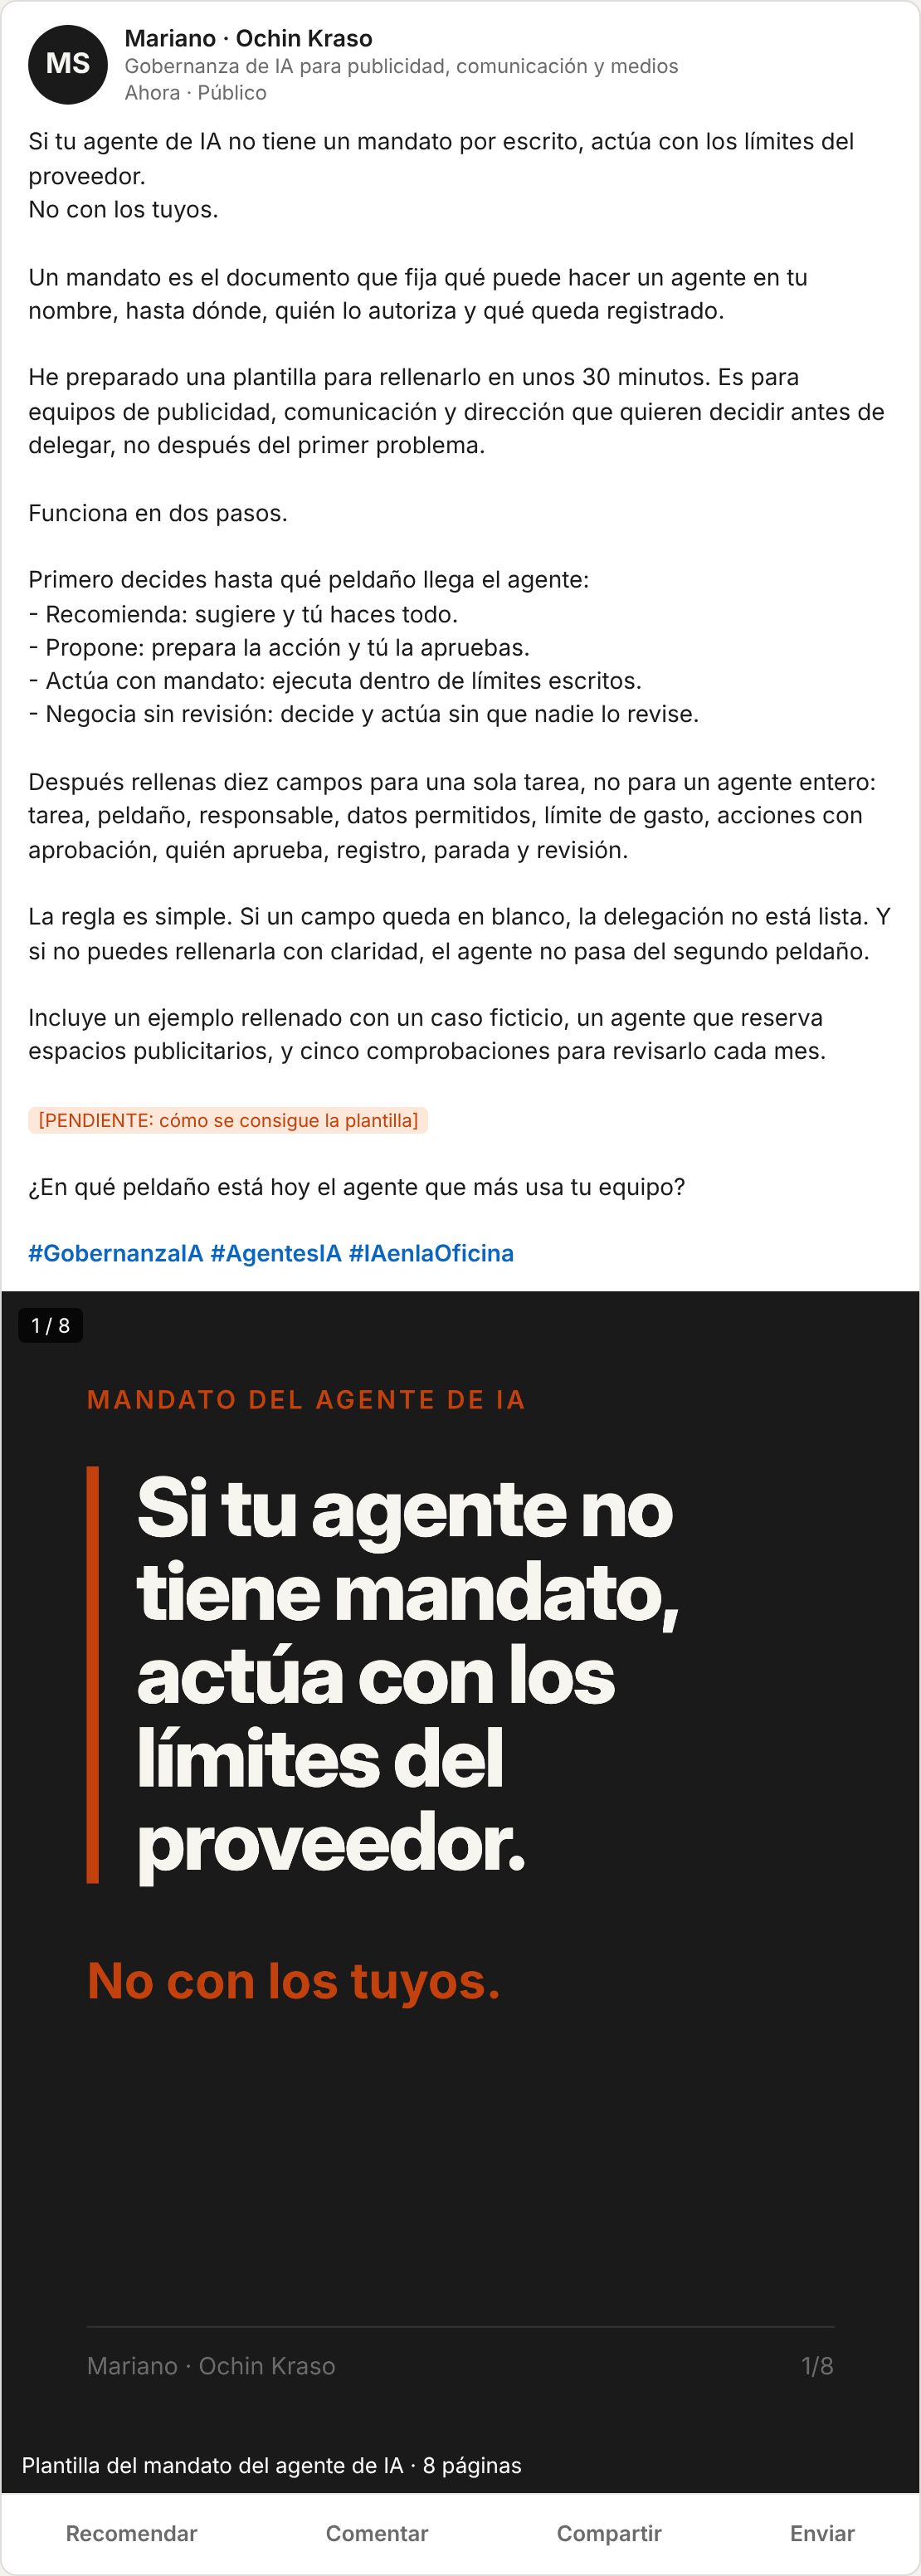 MS
Mariano · Ochin Kraso
Gobernanza de IA para publicidad, comunicación y medios
Ahora · Público
Si tu agente de IA no tiene un mandato por escrito, actúa con los límites del
proveedor.
No con los tuyos.
Un mandato es el documento que fija qué puede hacer un agente en tu
nombre, hasta dónde, quién lo autoriza y qué queda registrado.
He preparado una plantilla para rellenarlo en unos 30 minutos. Es para
equipos de publicidad, comunicación y dirección que quieren decidir antes de
delegar, no después del primer problema.
Funciona en dos pasos.
Primero decides hasta qué peldaño llega el agente:
- Recomienda: sugiere y tú haces todo.
- Propone: prepara la acción y tú la apruebas.
- Actúa con mandato: ejecuta dentro de límites escritos.
- Negocia sin revisión: decide y actúa sin que nadie lo revise.
Después rellenas diez campos para una sola tarea, no para un agente entero:
tarea, peldaño, responsable, datos permitidos, límite de gasto, acciones con
aprobación, quién aprueba, registro, parada y revisión.
La regla es simple. Si un campo queda en blanco, la delegación no está lista. Y
si no puedes rellenarla con claridad, el agente no pasa del segundo peldaño.
Incluye un ejemplo rellenado con un caso ficticio, un agente que reserva
espacios publicitarios, y cinco comprobaciones para revisarlo cada mes.
[PENDIENTE: cómo se consigue la plantilla]
¿En qué peldaño está hoy el agente que más usa tu equipo?
#GobernanzaIA #AgentesIA #IAenlaOficina
1 / 8
MANDATO DEL AGENTE DE IA
Si tu agente no
tiene mandato,
actúa con los
límites del
proveedor.
No con los tuyos.
Mariano · Ochin Kraso 1/8
Plantilla del mandato del agente de IA · 8 páginas
Recomendar Comentar Compartir Enviar